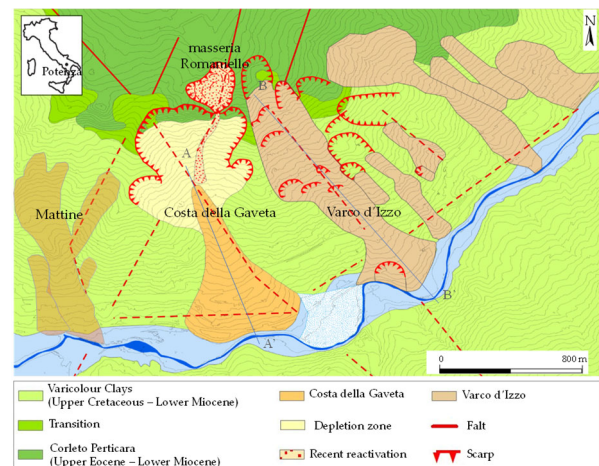 Potenza
masseria
Romaniello
N
B
A
Mattine
Costa della Gaveta
Varco d'Izzo
B'
A'
0
800 m
Varicolour Clays
(Upper Cretaceous – Lower Miocene)
Transition
Corleto Perticara
(Upper Eocene – Lower Miocene)
Costa della Gaveta
Depletion zone
Recent reactivation
Varco d'Izzo
Falt
Scarp